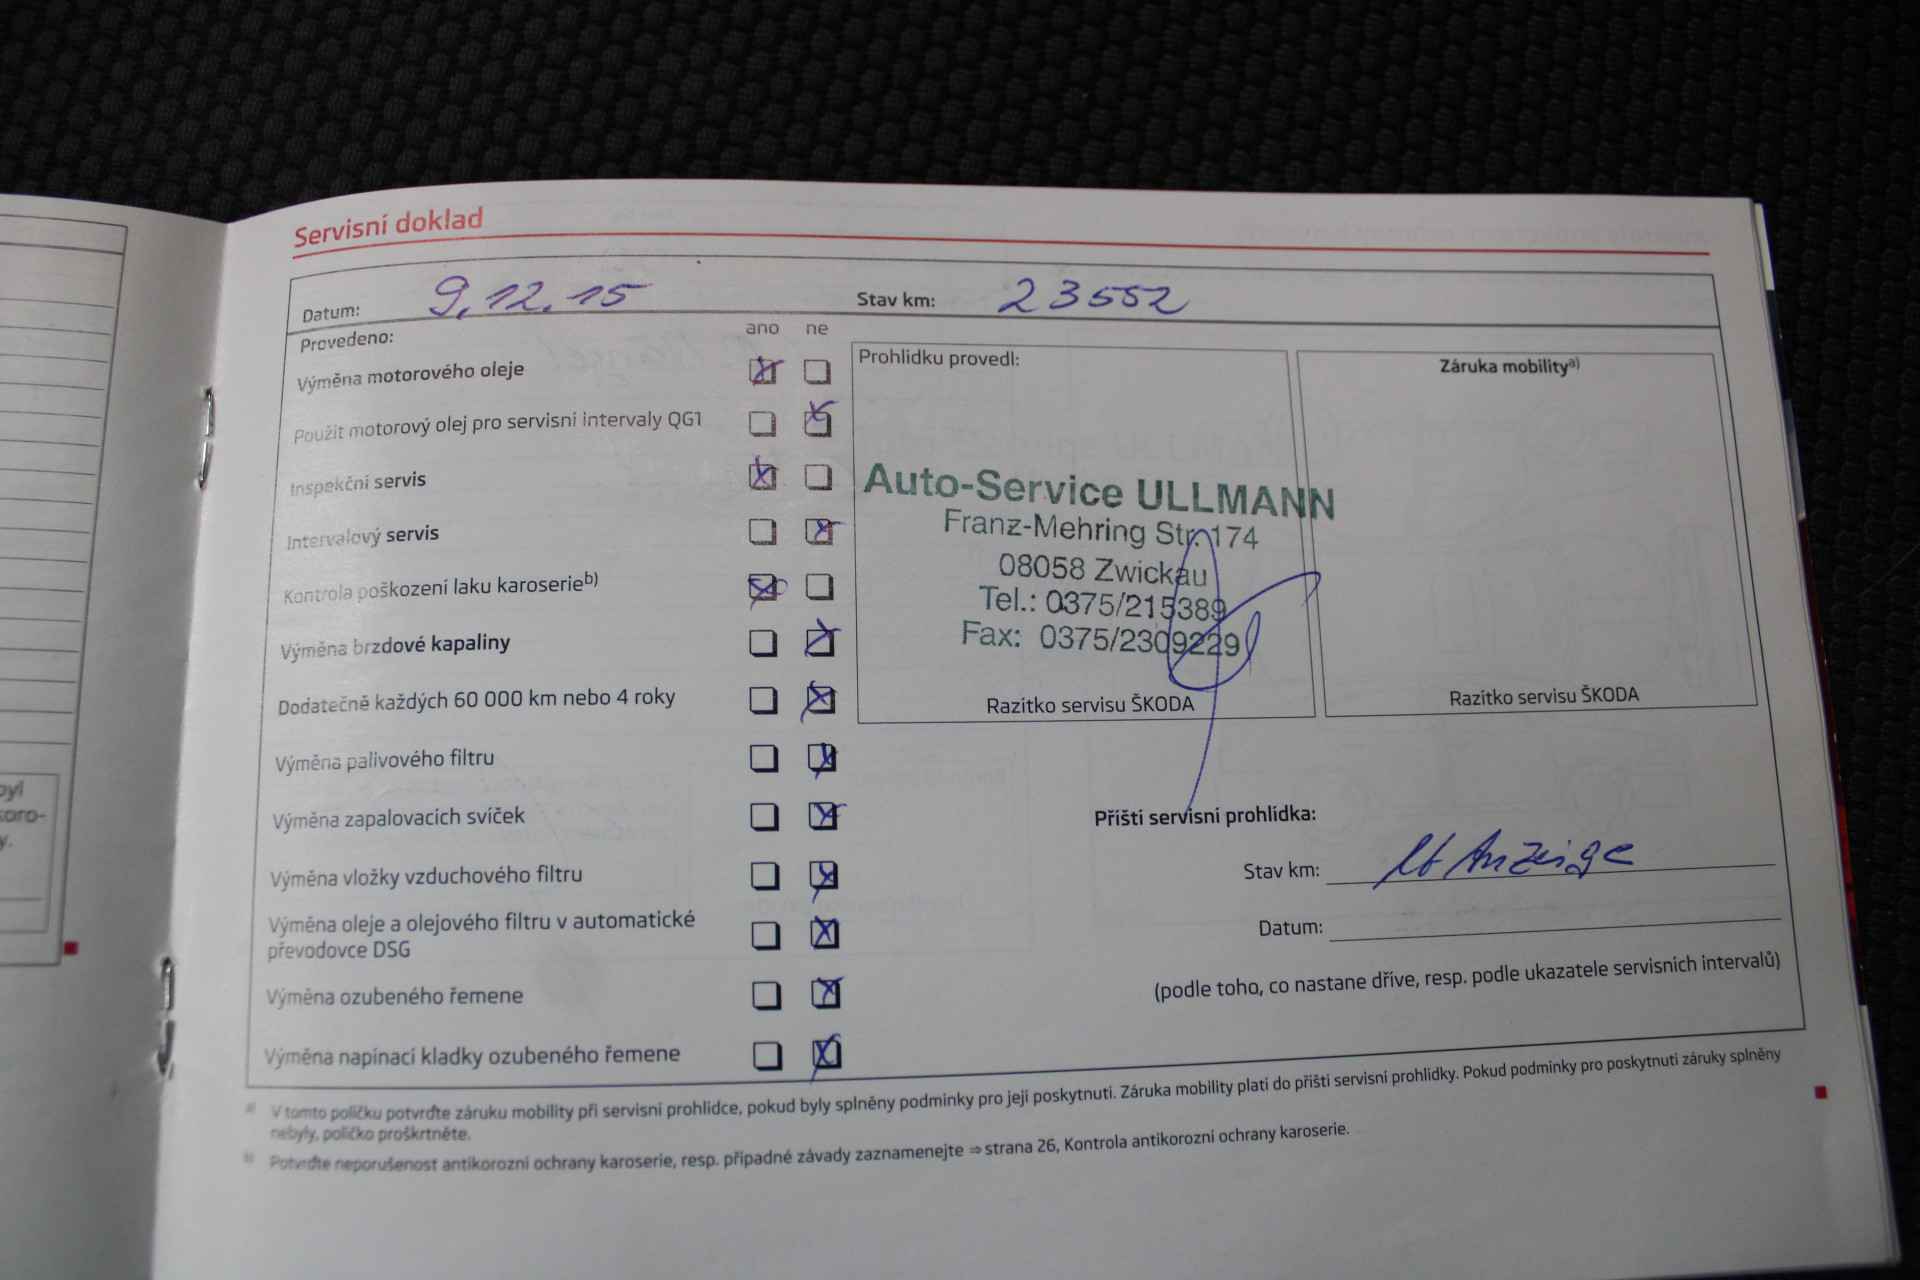 Servisní doklad
Datum: 9.12.15 Stav km: 23552
Provedeno: ano ne
Výměna motorového oleje
Použit motorový olej pro servisní intervaly QG1
Inspekční servis
Intervalový servis
Kontrola poškození laku karoserieb)
Výměna brzdové kapaliny
Dodatečně každých 60 000 km nebo 4 roky
Výměna palivového filtru
Výměna zapalovacích svíček
Výměna vložky vzduchového filtru
Výměna oleje a olejového filtru v automatické
převodovce DSG
Výměna ozubeného řemene
Výměna napínací kladky ozubeného řemene
Prohlídku provedl:
Auto-Service ULLMANN
Franz-Mehring Str. 174
08058 Zwickau
Tel.: 0375/215389
Fax: 0375/2309229
Razítko servisu ŠKODA
Záruka mobilitya)
Razítko servisu ŠKODA
Příští servisní prohlídka:
Stav km: lt Anzeige
Datum:
(podle toho, co nastane dříve, resp. podle ukazatele servisních intervalů)
a) V tomto políčku potvrďte záruku mobility při servisní prohlídce, pokud byly splněny podmínky pro její poskytnutí. Záruka mobility platí do příští servisní prohlídky. Pokud podmínky pro poskytnutí záruky splněny
nebyly, políčko proškrtněte.
b) Potvrďte neporušenost antikorozní ochrany karoserie, resp. případné závady zaznamenejte ⇒ strana 26, Kontrola antikorozní ochrany karoserie.